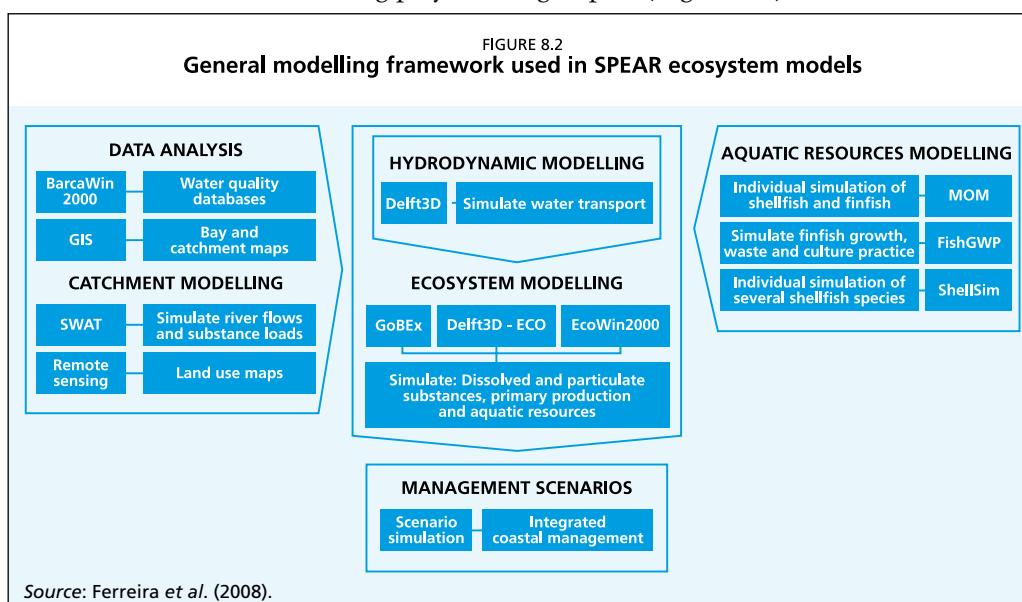 FIGURE 8.2
General modelling framework used in SPEAR ecosystem models
DATA ANALYSIS
BarcaWin
2000
Water quality
databases
GIS
Bay and
catchment maps
CATCHMENT MODELLING
SWAT
Simulate river flows
and substance loads
Remote
sensing
Land use maps
HYDRODYNAMIC MODELLING
Delft3D
Simulate water transport
ECOSYSTEM MODELLING
GoBEx
Delft3D - ECO
EcoWin2000
Simulate: Dissolved and particulate
substances, primary production
and aquatic resources
AQUATIC RESOURCES MODELLING
Individual simulation of
shellfish and finfish
MOM
Simulate finfish growth,
waste and culture practice
FishGWP
Individual simulation of
several shellfish species
ShellSim
MANAGEMENT SCENARIOS
Scenario
simulation
Integrated
coastal management
Source: Ferreira et al. (2008).